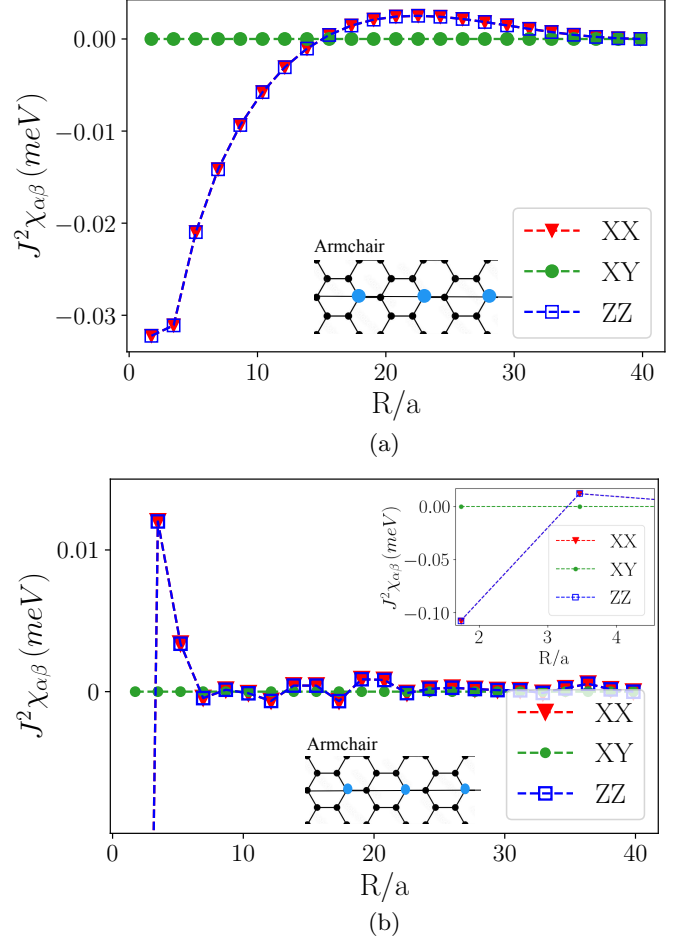 0.00
−0.01
−0.02
−0.03
J²χαβ(meV)
Armchair
XX
XY
ZZ
0 10 20 30 40
R/a
(a)
0.01
0
J²χαβ(meV)
0.00
−0.05
−0.10
J²χαβ(meV)
XX
XY
ZZ
2 3 4
R/a
Armchair
XX
XY
ZZ
0 10 20 30 40
R/a
(b)